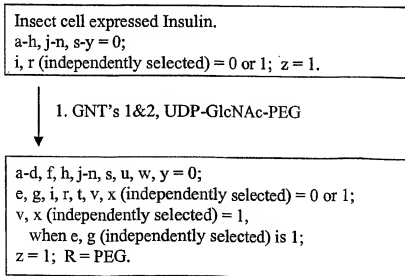 Insect cell expressed Insulin.
a-h, j-n, s-y = 0;
i, r (independently selected) = 0 or 1; z = 1.
1. GNT's 1&2, UDP-GlcNAc-PEG
a-d, f, h, j-n, s, u, w, y = 0;
e, g, i, r, t, v, x (independently selected) = 0 or 1;
v, x (independently selected) = 1,
when e, g (independently selected) is 1;
z = 1; R = PEG.